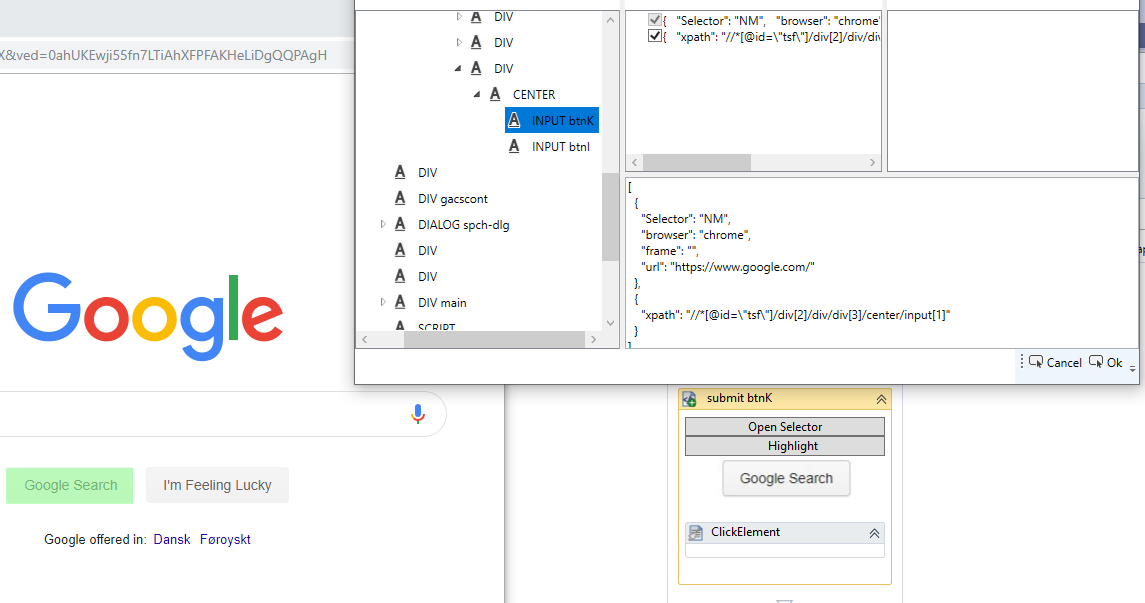 X&ved=0ahUKEwji55fn7LTiAhXFPFAKHeLiDgQQPAgH
DIV
DIV
DIV
CENTER
INPUT btnK
INPUT btnI
DIV
DIV gacscont
DIALOG spch-dlg
DIV
DIV
DIV main
SCRIPT
{ "Selector": "NM", "browser": "chrome"
{ "xpath": "//*[@id=\"tsf\"]/div[2]/div/div
[
{
"Selector": "NM",
"browser": "chrome",
"frame": "",
"url": "https://www.google.com/"
},
{
"xpath": "//*[@id=\"tsf\"]/div[2]/div/div[3]/center/input[1]"
}
]
Cancel Ok
Google
Google Search I'm Feeling Lucky
Google offered in: Dansk Føroyskt
submit btnK
Open Selector
Highlight
Google Search
ClickElement